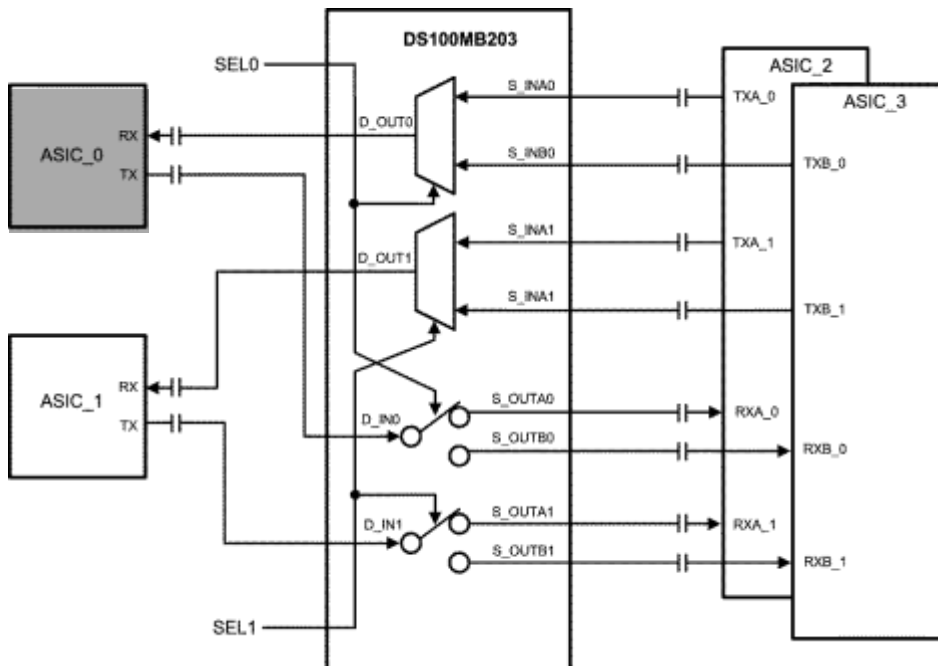 DS100MB203
SEL0
ASIC_2
ASIC_3
S_INA0
TXA_0
D_OUT0
RX
ASIC_0
TX
S_INB0
TXB_0
S_INA1
TXA_1
D_OUT1
S_INA1
TXB_1
RX
ASIC_1
TX
S_OUTA0
RXA_0
D_IN0
S_OUTB0
RXB_0
S_OUTA1
RXA_1
D_IN1
S_OUTB1
RXB_1
SEL1